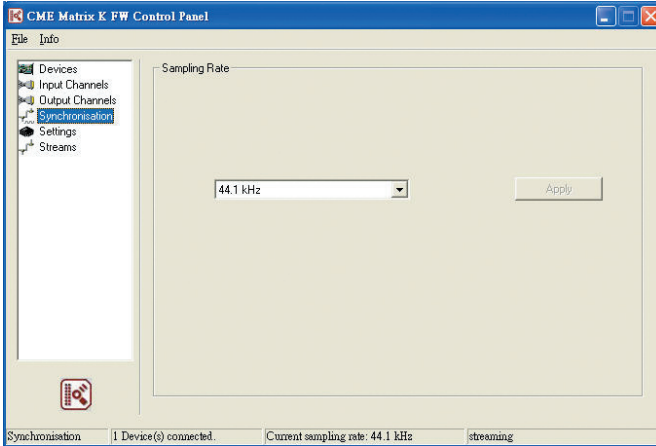 CME Matrix K FW Control Panel
File Info
Devices
Input Channels
Output Channels
Synchronisation
Settings
Streams
Sampling Rate
44.1 kHz
Apply
Synchronisation
1 Device(s) connected.
Current sampling rate: 44.1 kHz
streaming